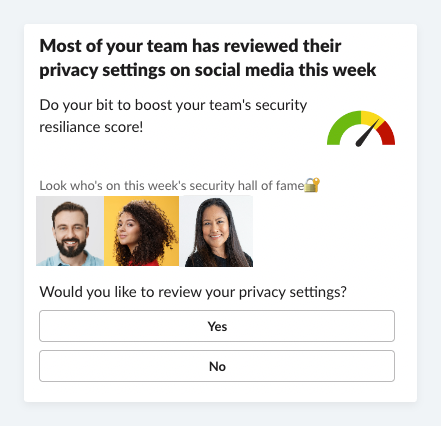 Most of your team has reviewed their
privacy settings on social media this week
Do your bit to boost your team's security
resiliance score!
Look who's on this week's security hall of fame🔐
Would you like to review your privacy settings?
Yes
No